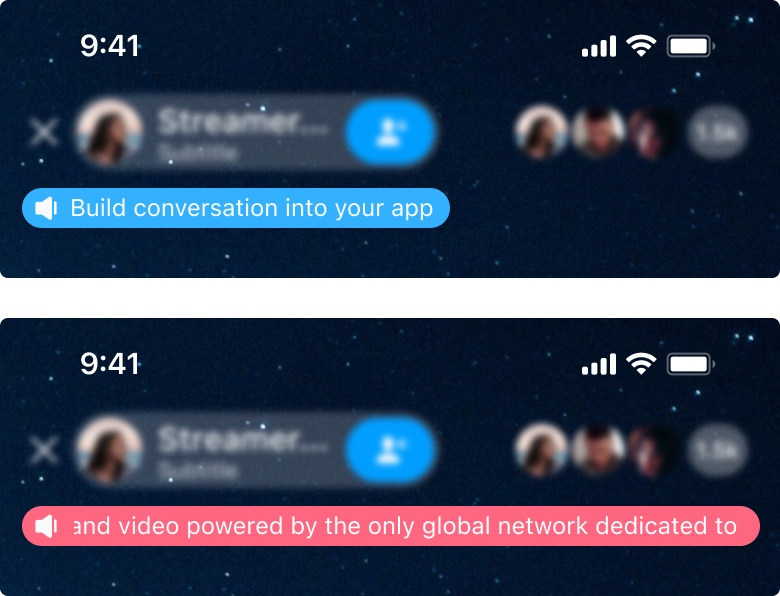 9:41
Streamer...
Subtitle
1.5k
Build conversation into your app
9:41
Streamer...
Subtitle
1.5k
and video powered by the only global network dedicated to